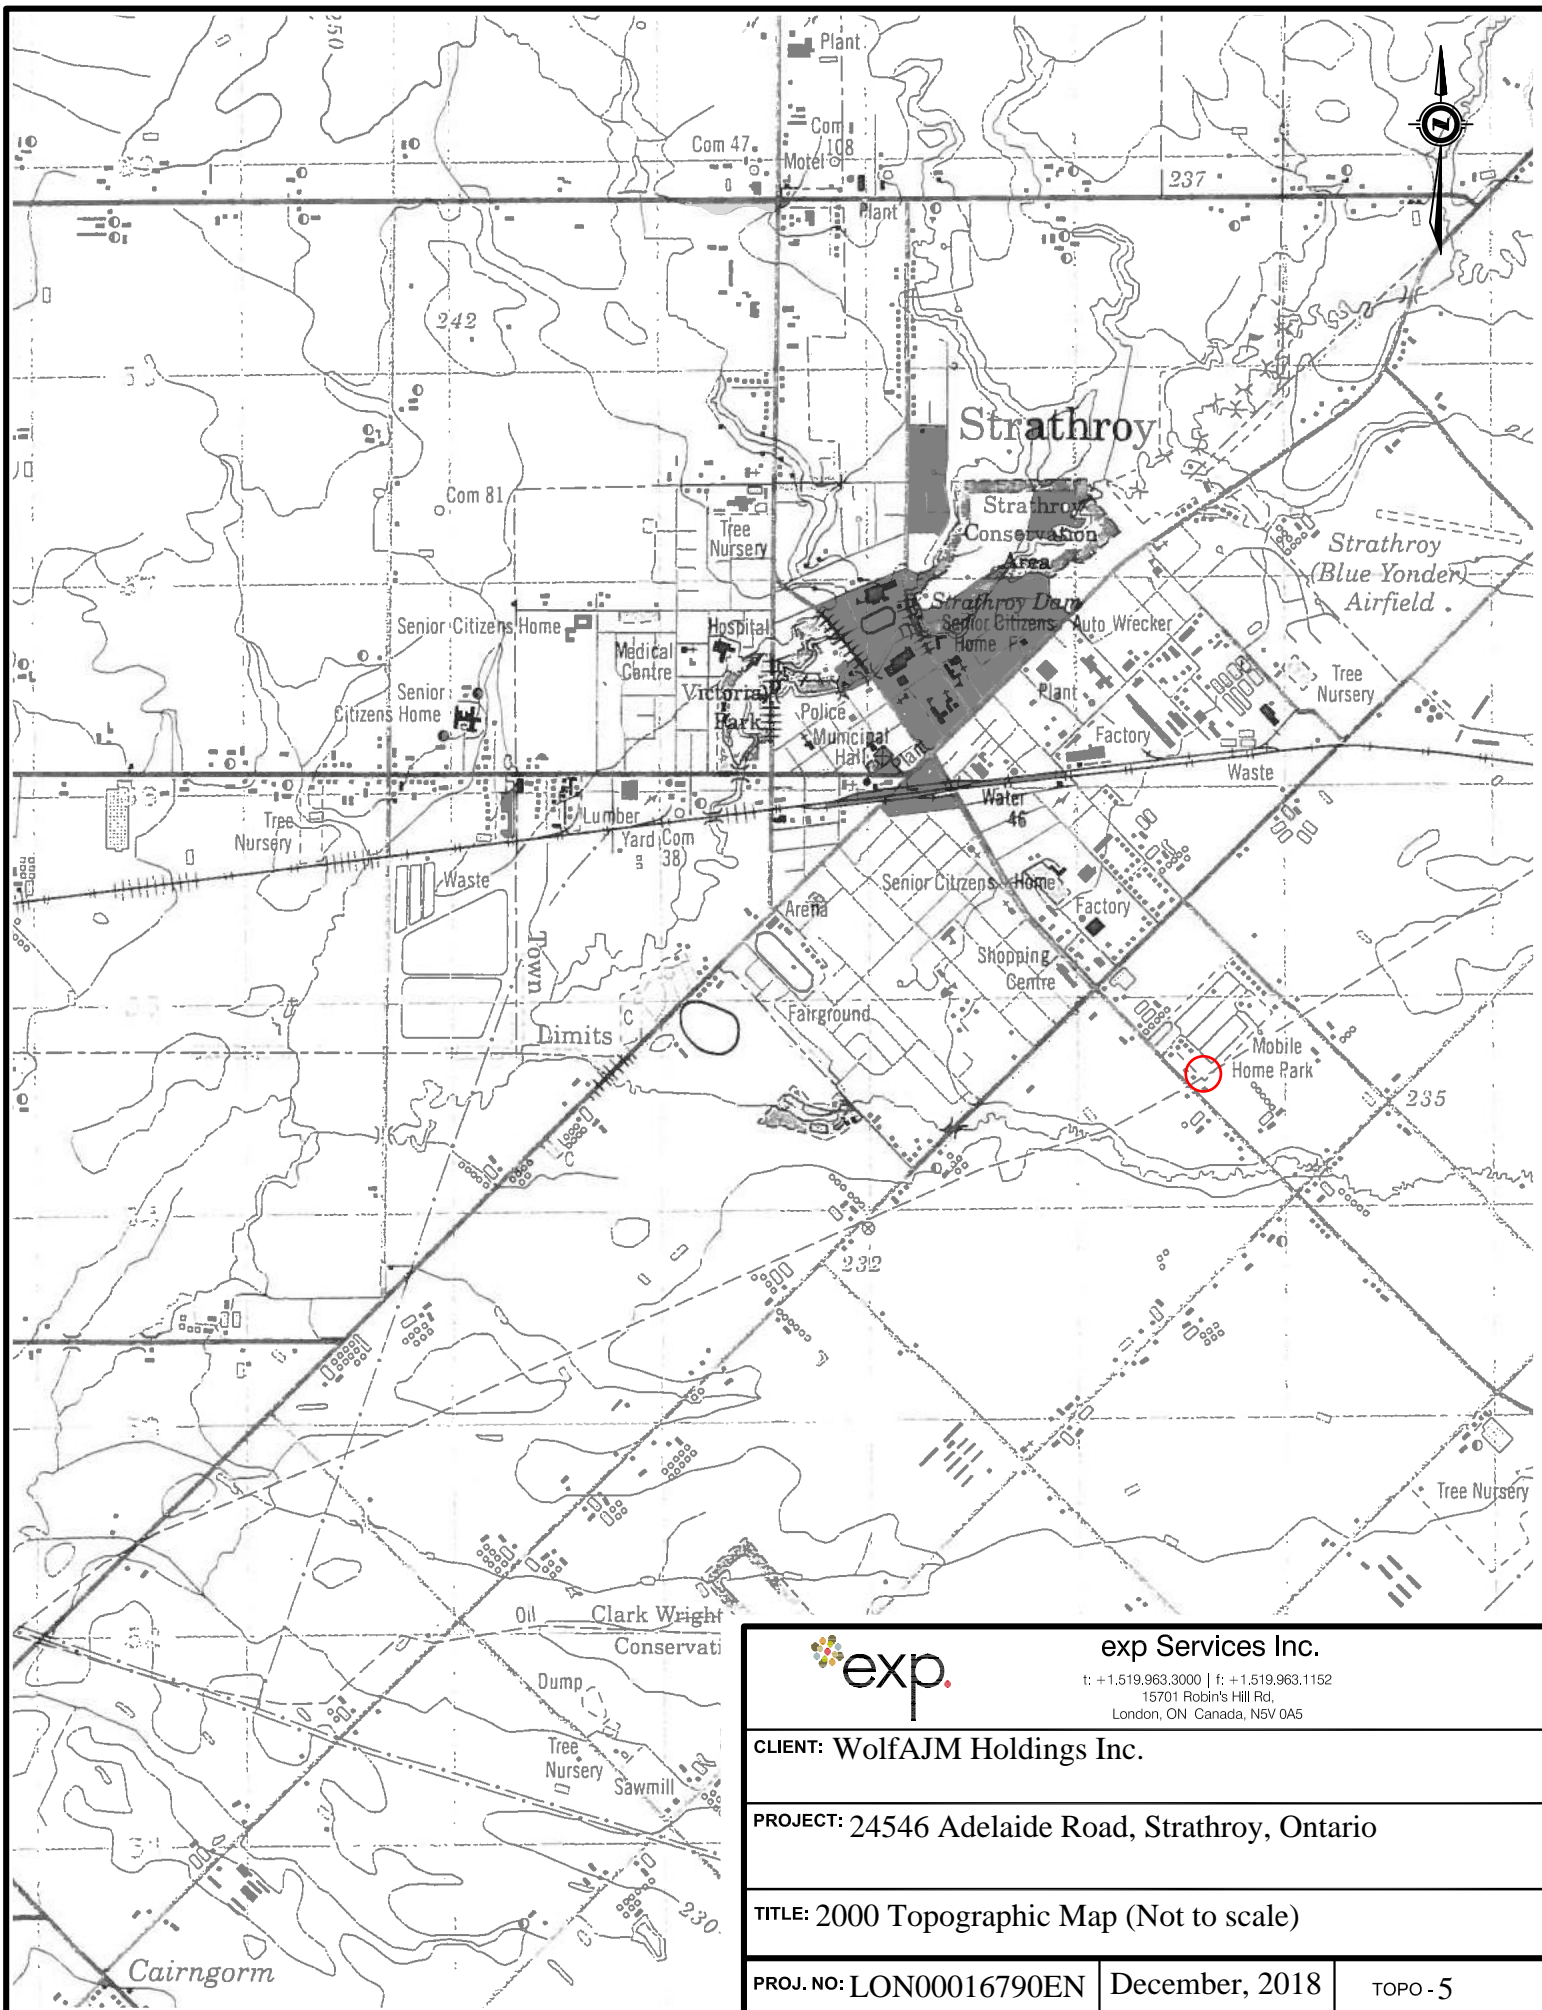 250
Plant
Com 47
Com
108
Motel
237
Plant
242
Strathroy
Com 81
Strathroy
Conservation
Area
Tree
Nursery
Strathroy
(Blue Yonder)
Airfield
Strathroy Dam
Senior Citizens
Home
Auto Wrecker
Senior Citizens Home
Hospital
Medical
Centre
Tree
Nursery
Senior
Citizens Home
Victoria
Park
Plant
Police
Municipal
Hall
Plant
Factory
Waste
Water
46
Tree
Nursery
Lumber
Yard
Com
38
Waste
Senior Citizens Home
Arena
Factory
Town
Shopping
Centre
Fairground
Limits
C
Mobile
Home Park
235
C
232
Tree Nursery
Oil
Clark Wright
Conservati
Dump
Tree
Nursery
Sawmill
230
Cairngorm
exp.
exp Services Inc.
t: +1.519.963.3000 | f: +1.519.963.1152
15701 Robin's Hill Rd,
London, ON Canada, N5V 0A5
CLIENT: WolfAJM Holdings Inc.
PROJECT: 24546 Adelaide Road, Strathroy, Ontario
TITLE: 2000 Topographic Map (Not to scale)
PROJ. NO: LON00016790EN
December, 2018
TOPO - 5